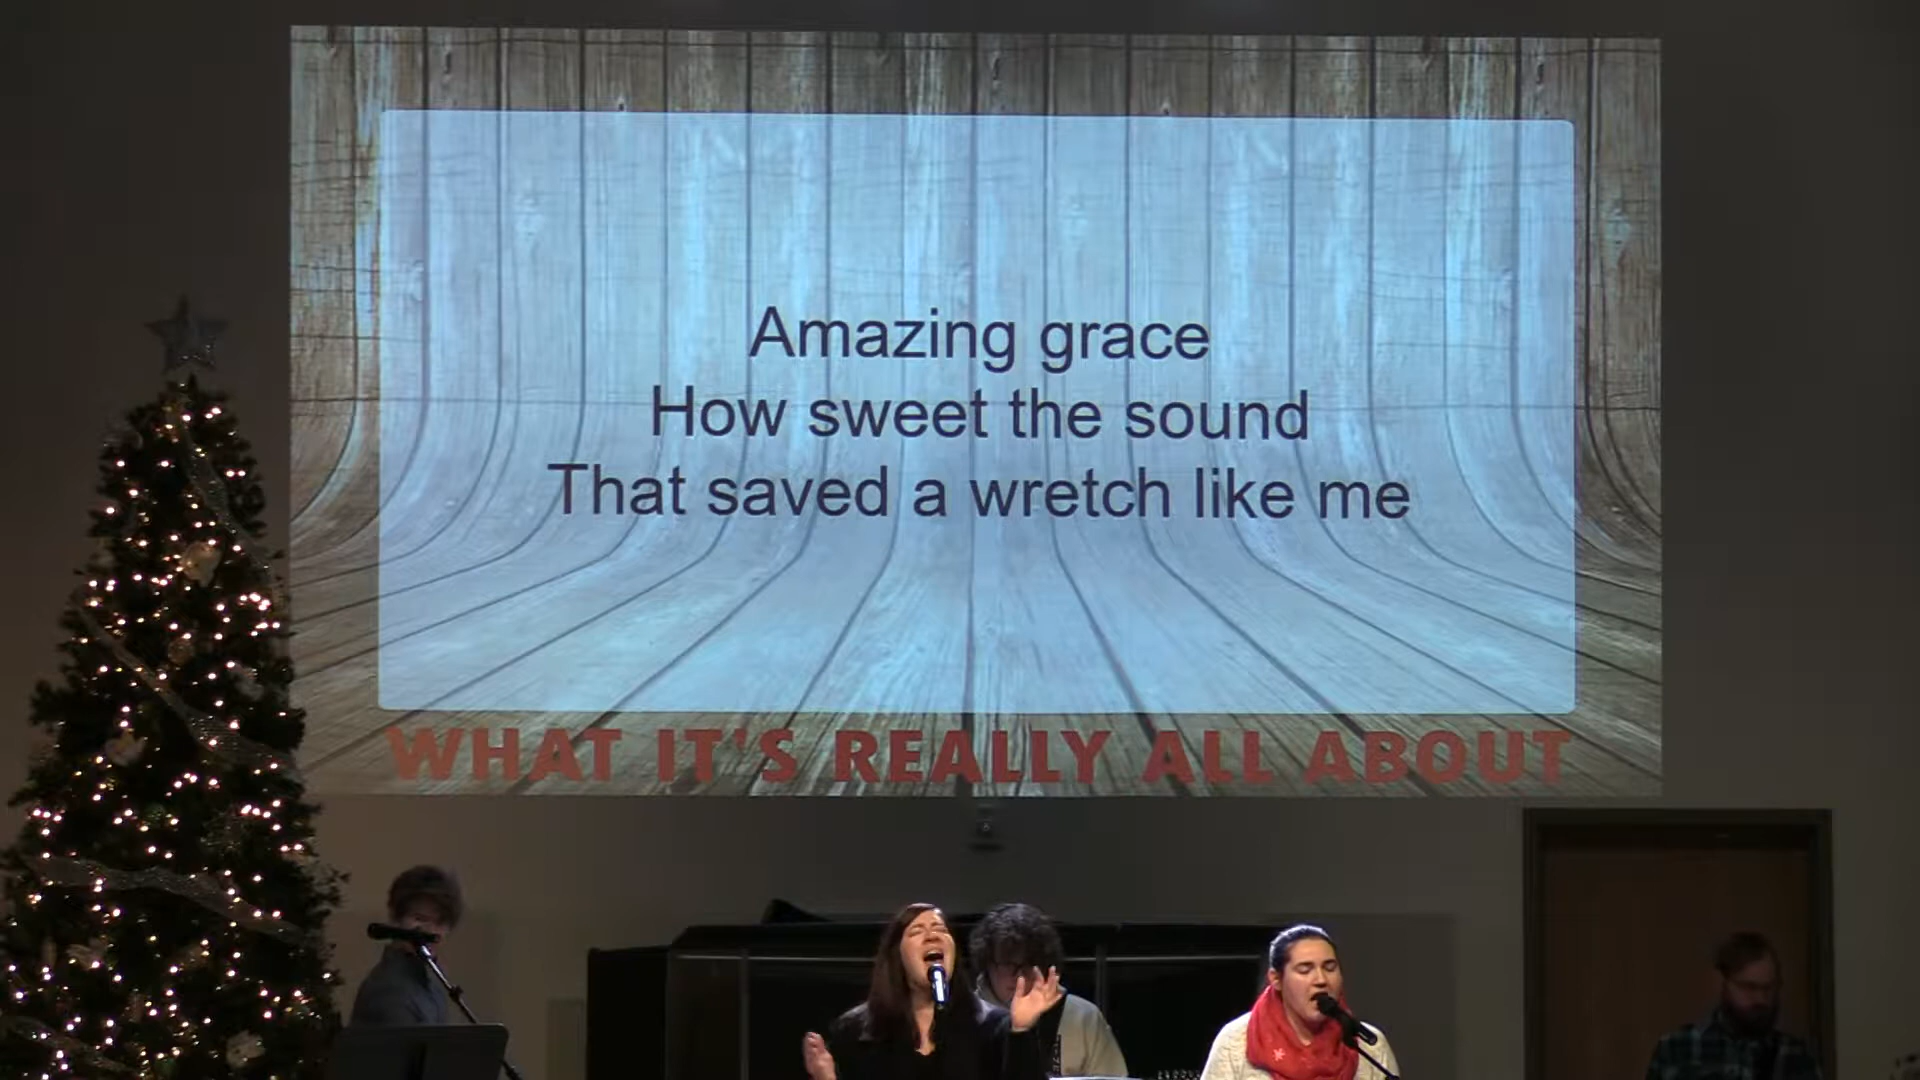 Amazing grace
How sweet the sound
That saved a wretch like me
WHAT IT'S REALLY ALL ABOUT